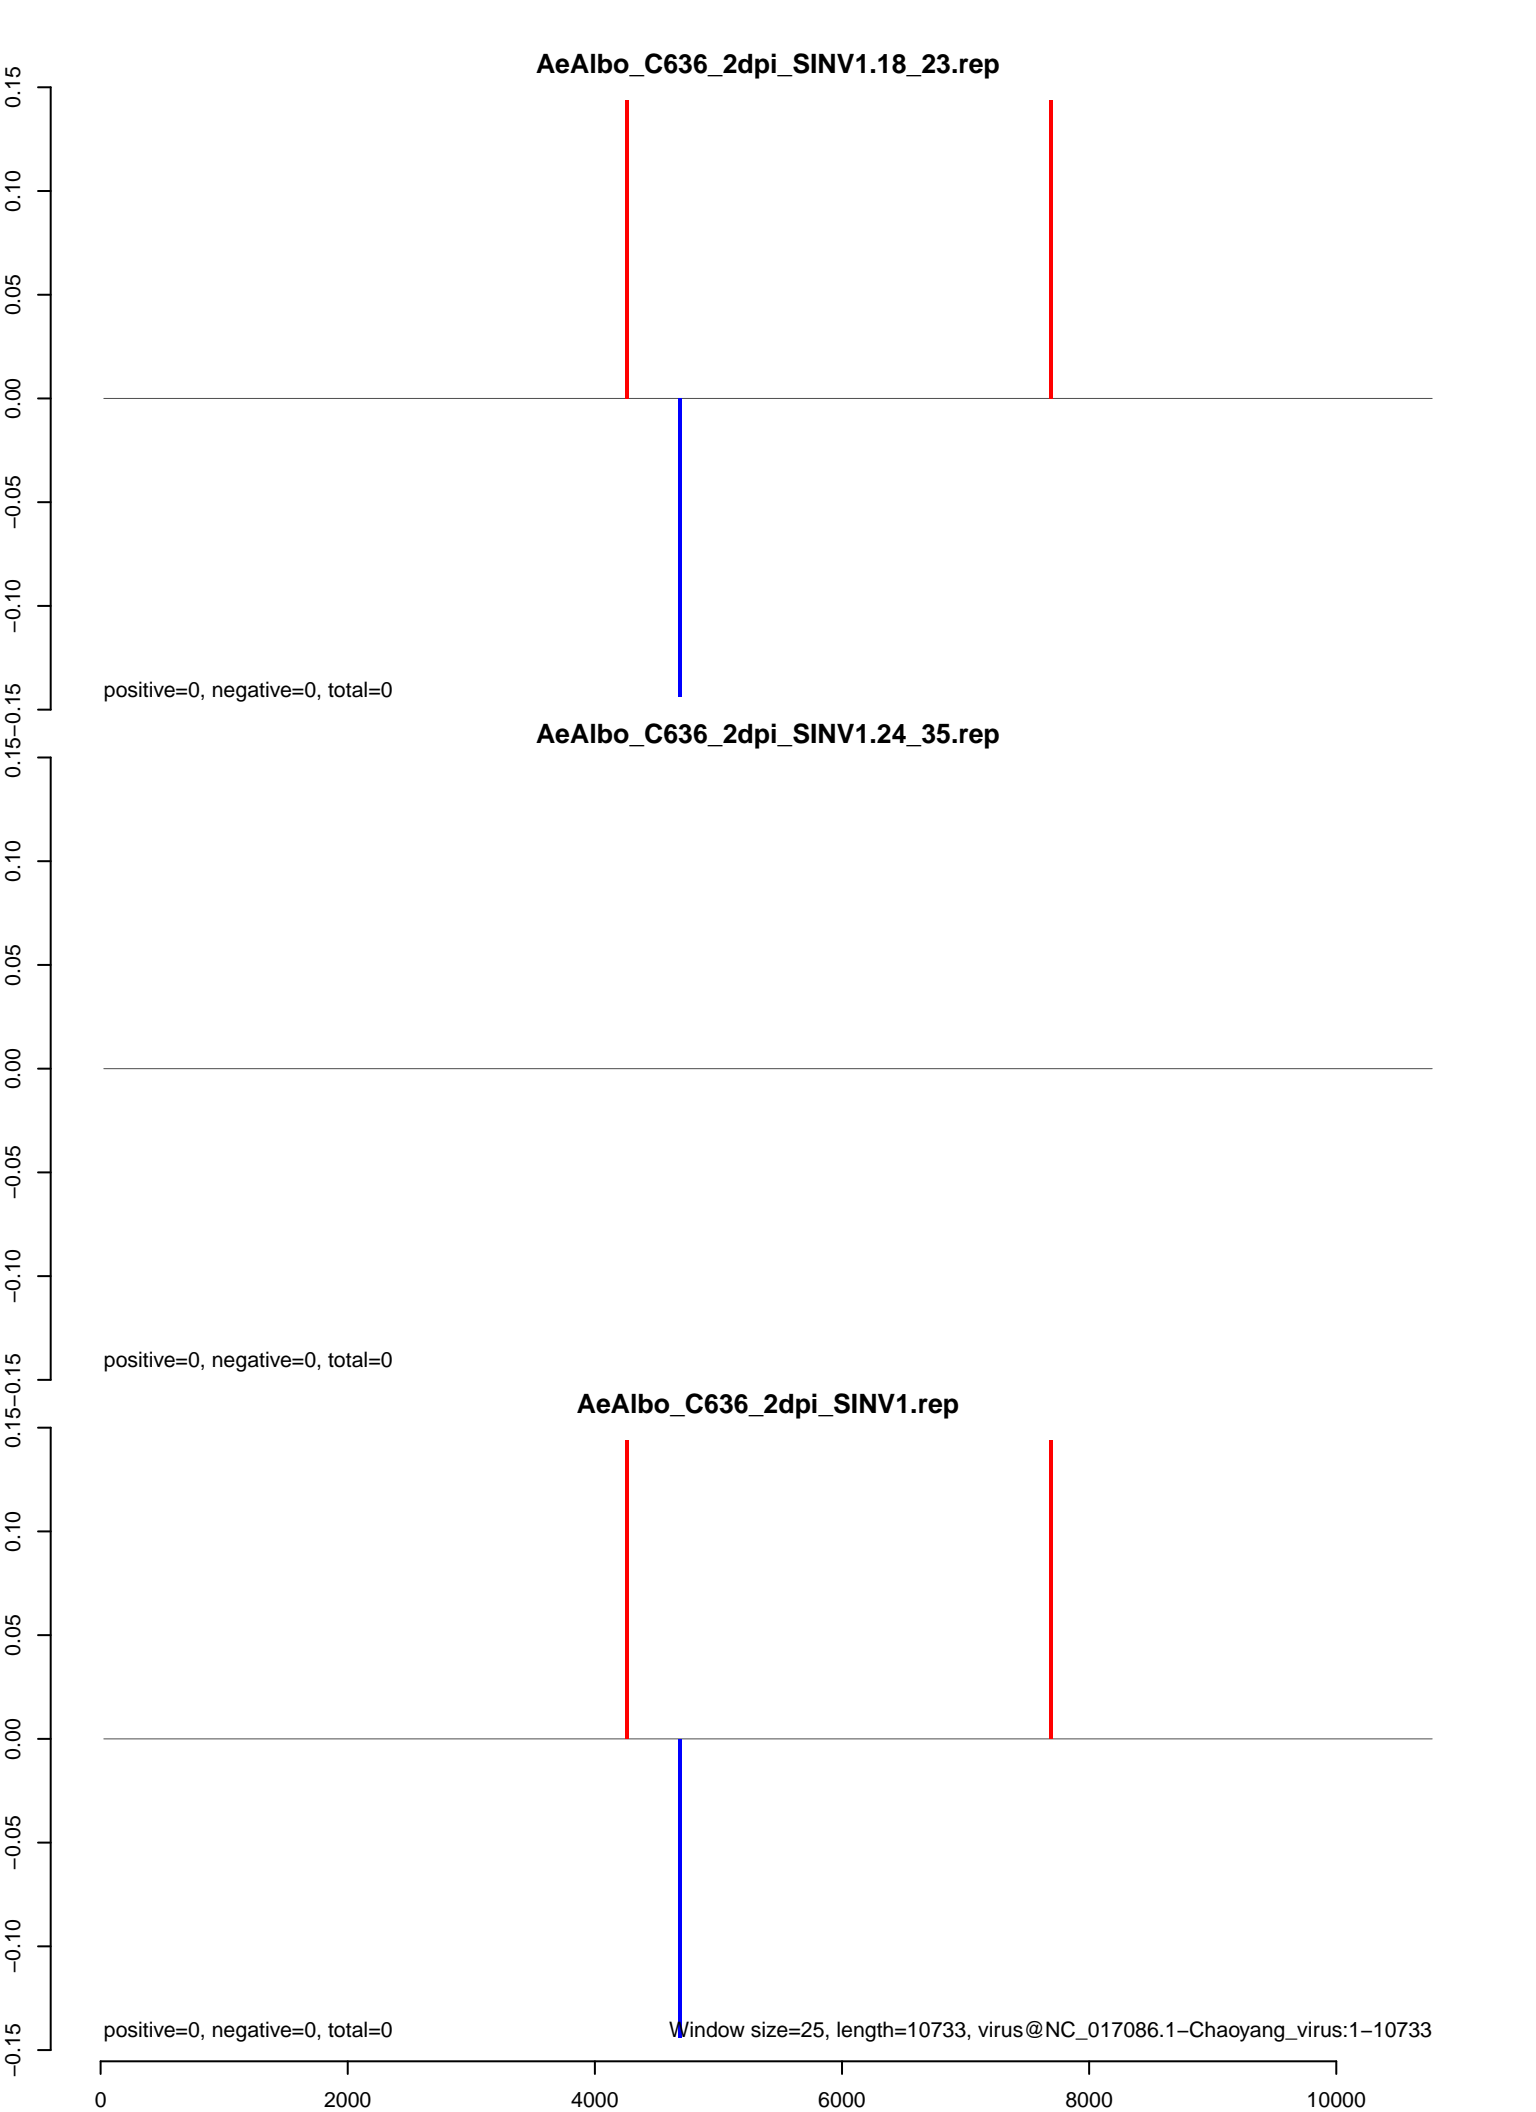 AeAlbo_C636_2dpi_SINV1.18_23.rep
0.15
0.10
0.05
0.00
−0.05
−0.10
−0.15
positive=0, negative=0, total=0
AeAlbo_C636_2dpi_SINV1.24_35.rep
0.15
0.10
0.05
0.00
−0.05
−0.10
−0.15
positive=0, negative=0, total=0
AeAlbo_C636_2dpi_SINV1.rep
0.15
0.10
0.05
0.00
−0.05
−0.10
−0.15
positive=0, negative=0, total=0
Window size=25, length=10733, virus@NC_017086.1−Chaoyang_virus:1−10733
0 2000 4000 6000 8000 10000